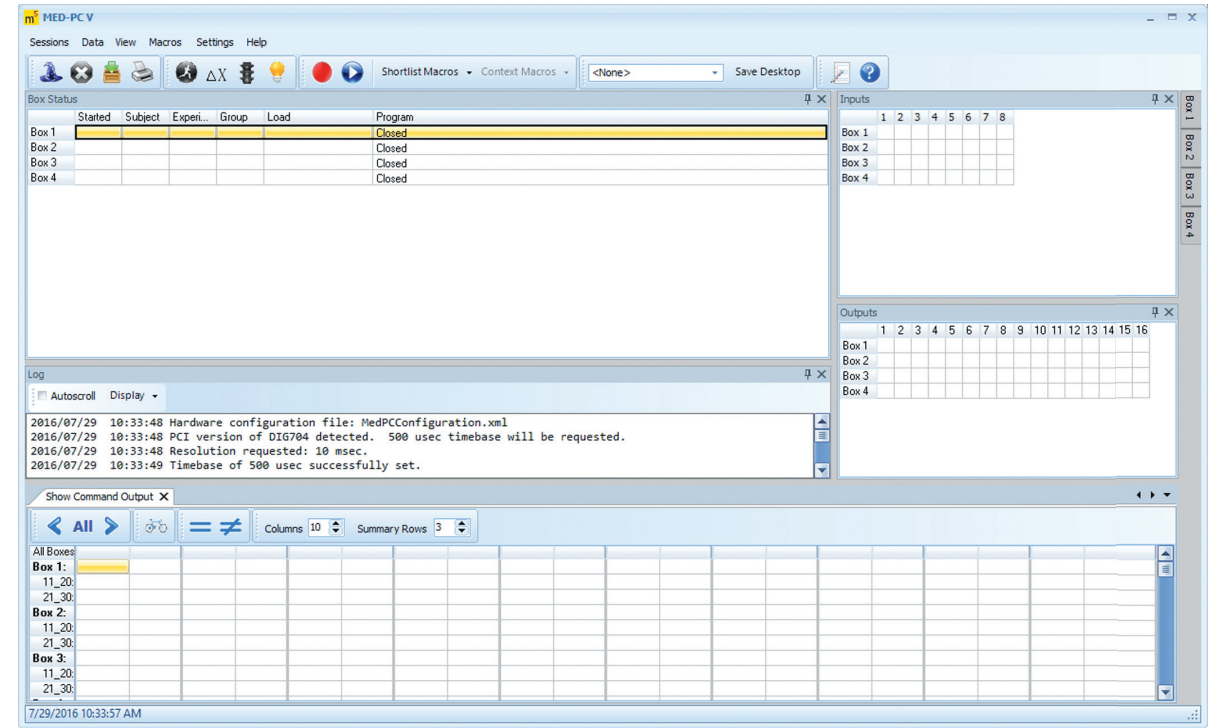 m5 MED-PC V
Sessions Data View Macros Settings Help
ΔX Shortlist Macros Context Macros <None> Save Desktop
Box Status
Started Subject Experi... Group Load Program
Box 1 Closed
Box 2 Closed
Box 3 Closed
Box 4 Closed
Inputs
1 2 3 4 5 6 7 8
Box 1
Box 2
Box 3
Box 4
Box 1
Box 2
Box 3
Box 4
Outputs
1 2 3 4 5 6 7 8 9 10 11 12 13 14 15 16
Box 1
Box 2
Box 3
Box 4
Log
Autoscroll Display
2016/07/29 10:33:48 Hardware configuration file: MedPCConfiguration.xml
2016/07/29 10:33:48 PCI version of DIG704 detected. 500 usec timebase will be requested.
2016/07/29 10:33:48 Resolution requested: 10 msec.
2016/07/29 10:33:49 Timebase of 500 usec successfully set.
Show Command Output
All = ≠ Columns 10 Summary Rows 3
All Boxes
Box 1:
11_20:
21_30:
Box 2:
11_20:
21_30:
Box 3:
11_20:
21_30:
7/29/2016 10:33:57 AM